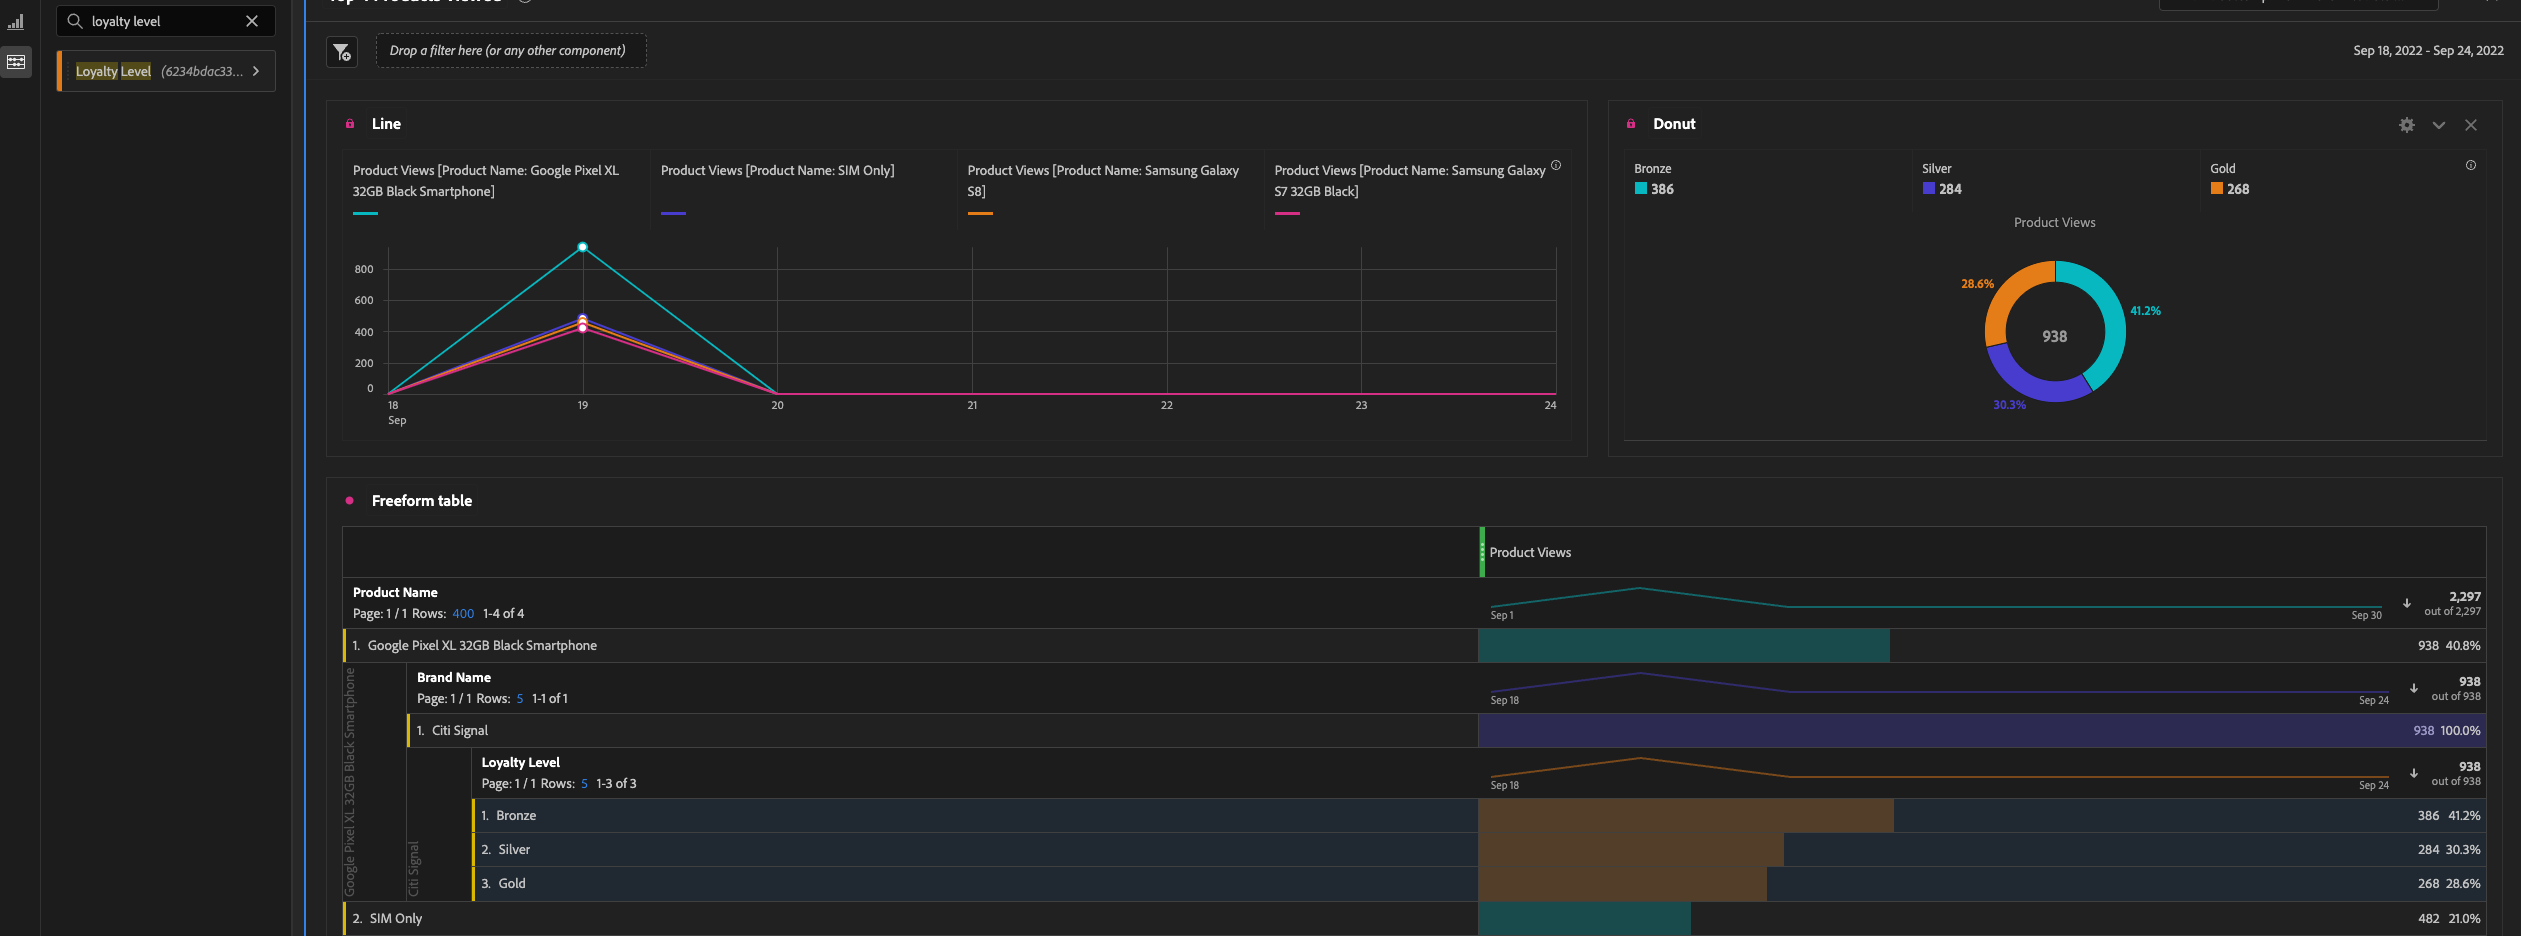 loyalty level
Loyalty Level (6234bdac33...
Drop a filter here (or any other component)
Sep 18, 2022 - Sep 24, 2022
Line
Product Views [Product Name: Google Pixel XL
32GB Black Smartphone]
Product Views [Product Name: SIM Only]
Product Views [Product Name: Samsung Galaxy
S8]
Product Views [Product Name: Samsung Galaxy
S7 32GB Black]
800
600
400
200
0
18
Sep
19
20
21
22
23
24
Donut
Bronze
386
Silver
284
Gold
268
Product Views
28.6%
41.2%
938
30.3%
Freeform table
Product Views
Product Name
Page: 1 / 1 Rows: 400 1-4 of 4
Sep 1
Sep 30
2,297
out of 2,297
1. Google Pixel XL 32GB Black Smartphone
938 40.8%
Google Pixel XL 32GB Black Smartphone
Brand Name
Page: 1 / 1 Rows: 5 1-1 of 1
Sep 18
Sep 24
938
out of 938
1. Citi Signal
938 100.0%
Citi Signal
Loyalty Level
Page: 1 / 1 Rows: 5 1-3 of 3
Sep 18
Sep 24
938
out of 938
1. Bronze
386 41.2%
2. Silver
284 30.3%
3. Gold
268 28.6%
2. SIM Only
482 21.0%